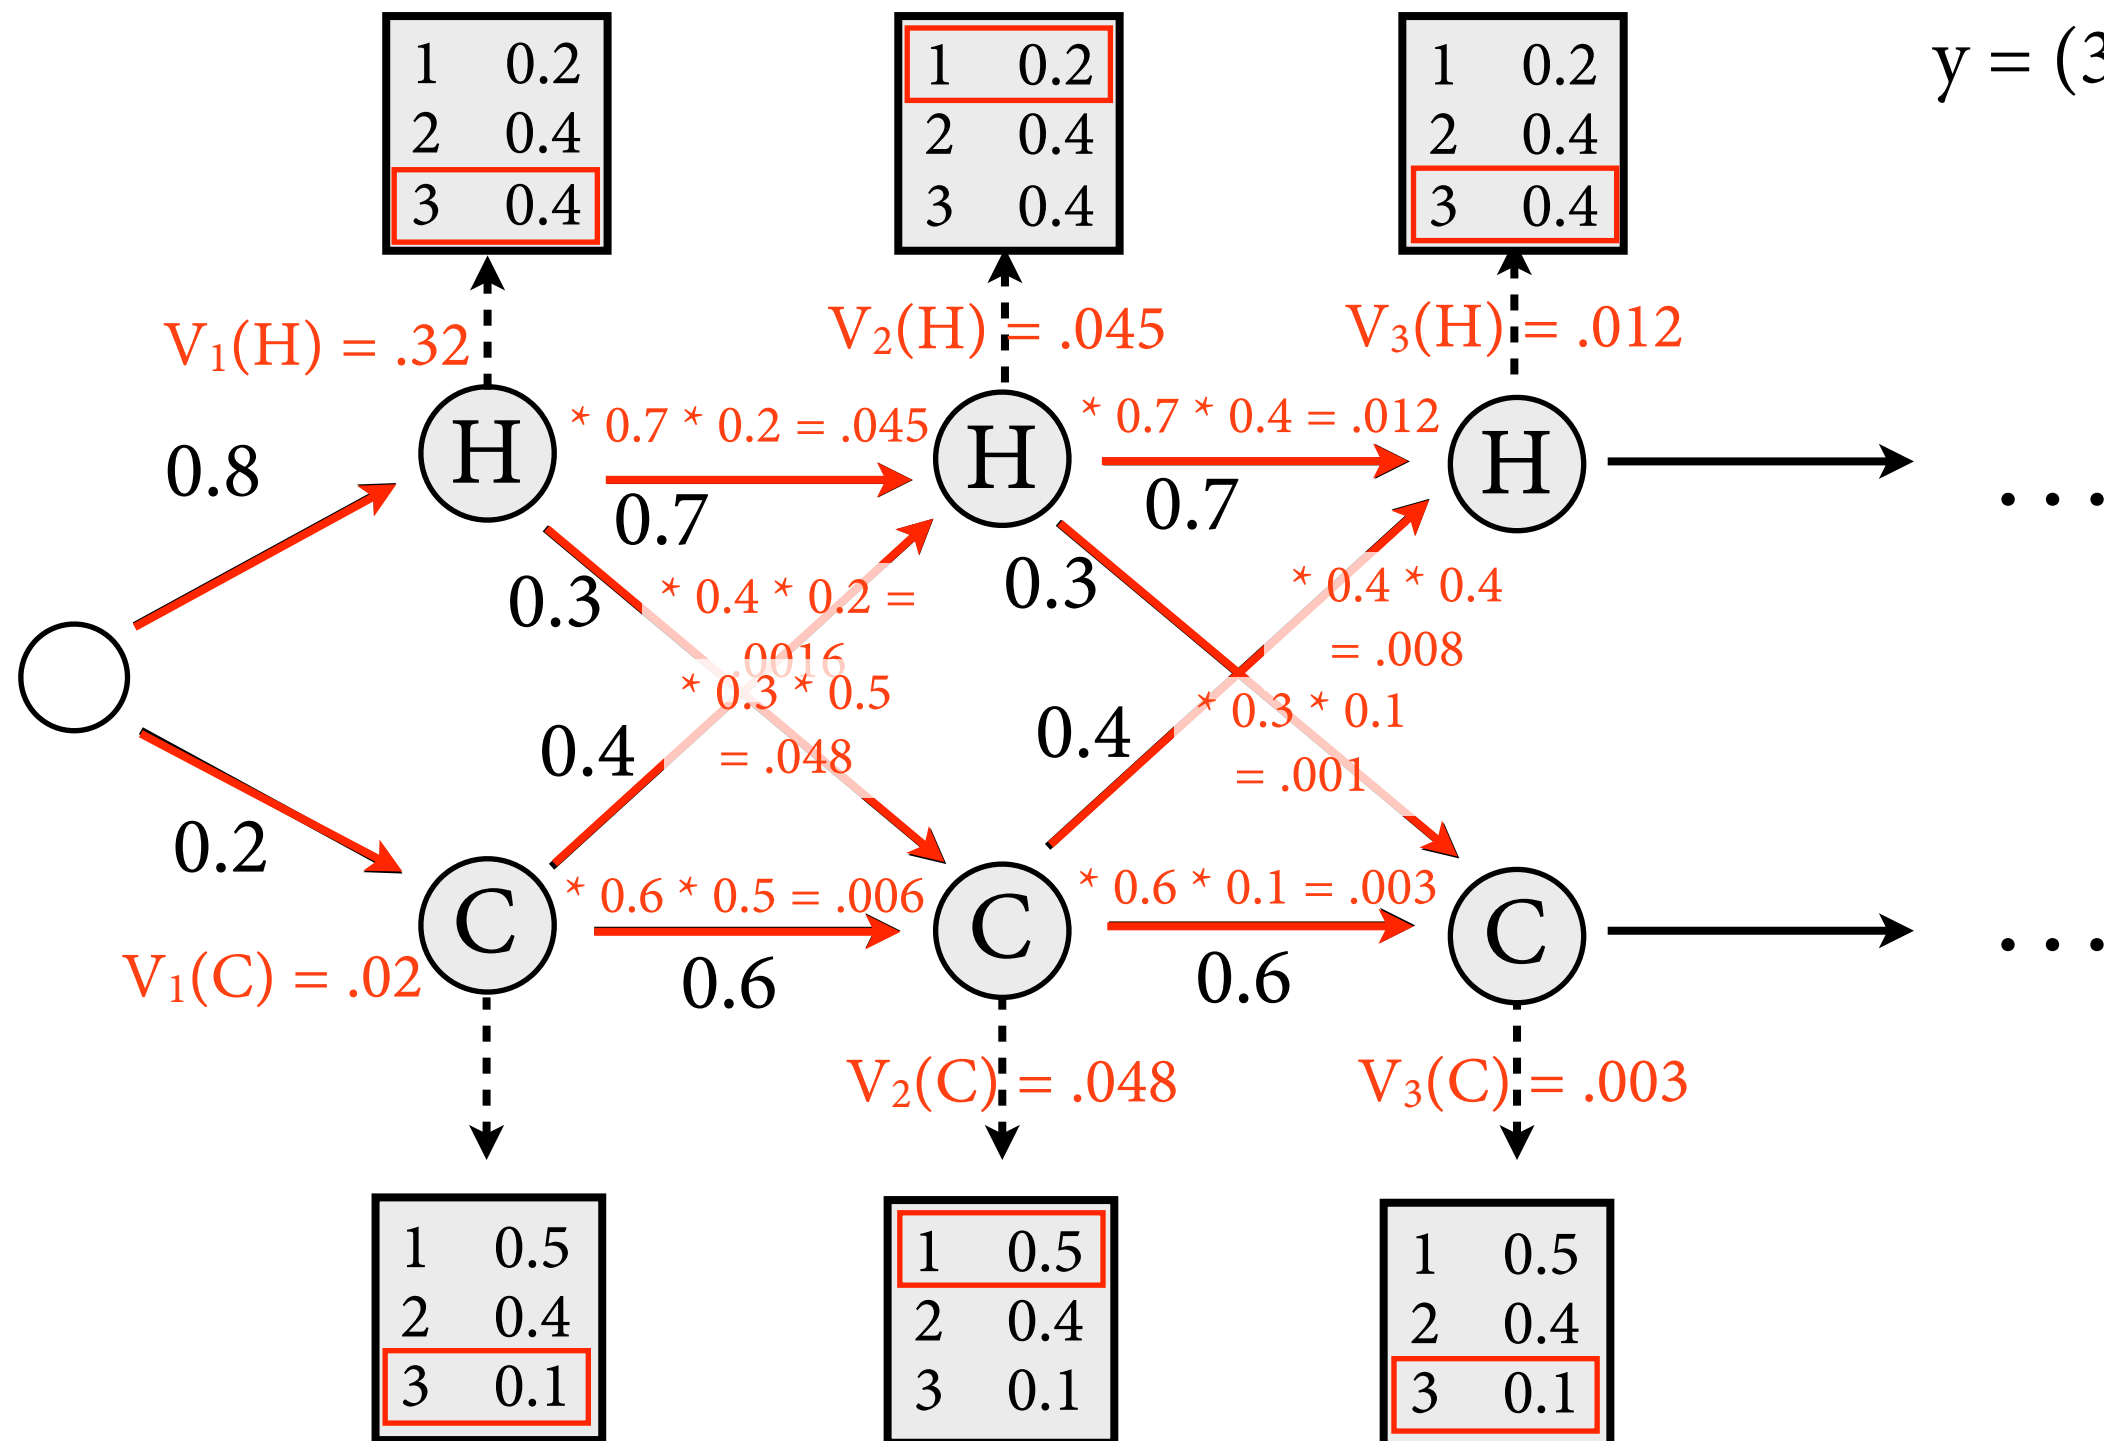 1 0.2
2 0.4
3 0.4
1 0.2
2 0.4
3 0.4
1 0.2
2 0.4
3 0.4
y = (3
V1(H) = .32
V2(H) = .045
V3(H) = .012
0.8
H
* 0.7 * 0.2 = .045
0.7
H
* 0.7 * 0.4 = .012
0.7
H
...
0.3
* 0.4 * 0.2 =
.0016
0.3
* 0.4 * 0.4
= .008
* 0.3 * 0.5
= .048
* 0.3 * 0.1
= .001
0.4
0.4
0.2
C
* 0.6 * 0.5 = .006
0.6
C
* 0.6 * 0.1 = .003
0.6
C
...
V1(C) = .02
V2(C) = .048
V3(C) = .003
1 0.5
2 0.4
3 0.1
1 0.5
2 0.4
3 0.1
1 0.5
2 0.4
3 0.1